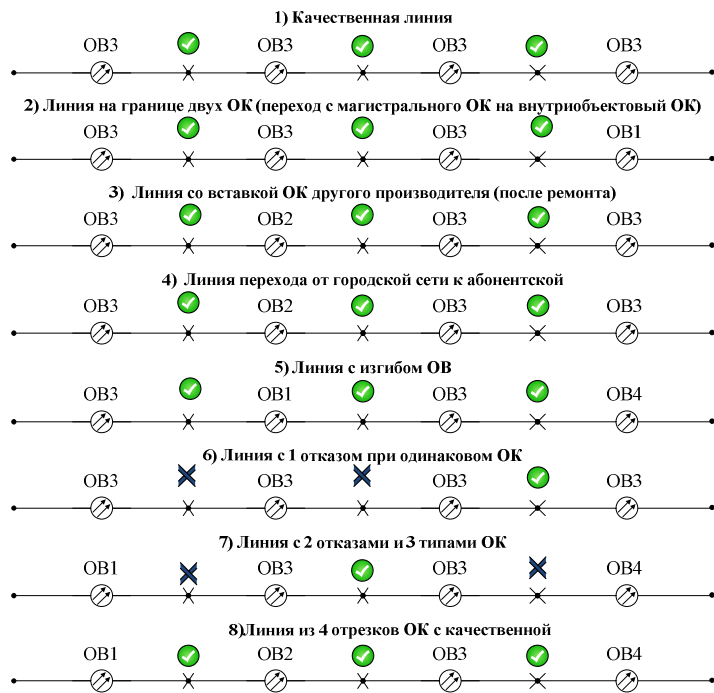 1) Качественная линия
ОВ3 ОВ3 ОВ3 ОВ3
2) Линия на границе двух ОК (переход с магистрального ОК на внутриобъектовый ОК)
ОВ3 ОВ3 ОВ3 ОВ1
3) Линия со вставкой ОК другого производителя (после ремонта)
ОВ3 ОВ2 ОВ3 ОВ3
4) Линия перехода от городской сети к абонентской
ОВ3 ОВ2 ОВ3 ОВ3
5) Линия с изгибом ОВ
ОВ3 ОВ1 ОВ3 ОВ4
6) Линия с 1 отказом при одинаковом ОК
ОВ3 ОВ3 ОВ3 ОВ3
7) Линия с 2 отказами и 3 типами ОК
ОВ1 ОВ3 ОВ3 ОВ4
8)Линия из 4 отрезков ОК с качественной
ОВ1 ОВ2 ОВ3 ОВ4